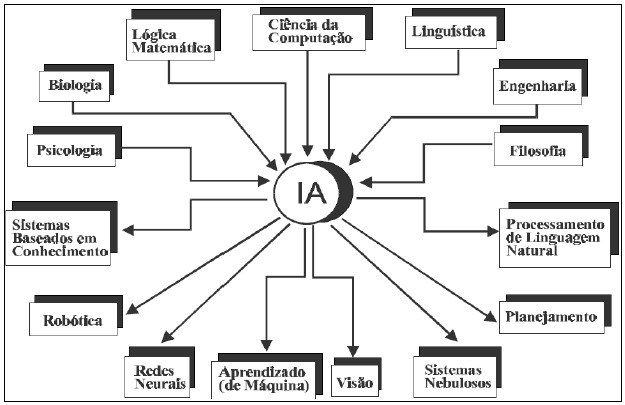 Lógica
Matemática
Ciência da
Computação
Linguística
Biologia
Engenharia
Psicologia
Filosofia
IA
Sistemas
Baseados em
Conhecimento
Processamento
de Linguagem
Natural
Robótica
Planejamento
Redes
Neurais
Aprendizado
(de Máquina)
Visão
Sistemas
Nebulosos